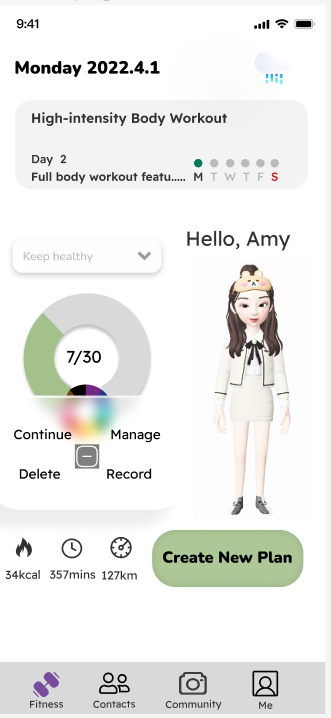 9:41
Monday 2022.4.1
High-intensity Body Workout
Day 2
Full body workout featu.....
M T W T F S
Hello, Amy
Keep healthy
7/30
Continue Manage
Delete Record
34kcal 357mins 127km
Create New Plan
Fitness Contacts Community Me